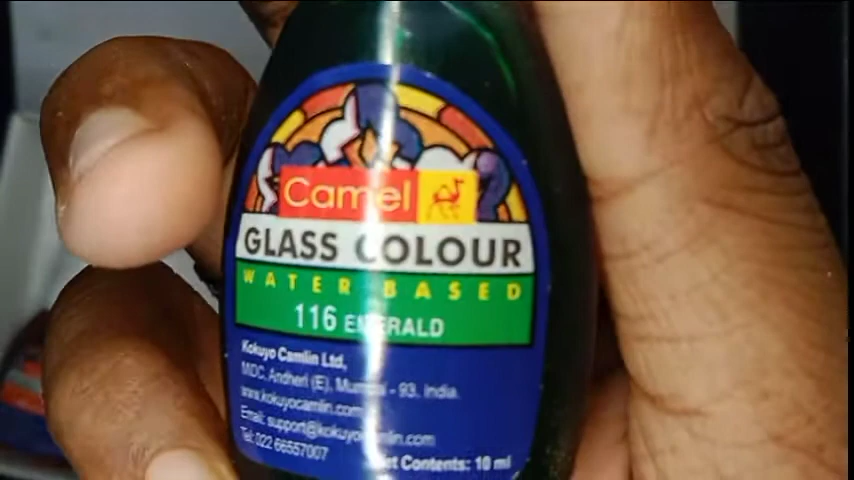 Camel
GLASS COLOUR
WATER BASED
116 EMERALD
Kokuyo Camlin Ltd,
MDC, Andheri (E), Mumbai - 93. India.
www.kokuyocamlin.com
Email: support@kokuyocamlin.com
Tel: 022 66557007
Net Contents: 10 ml